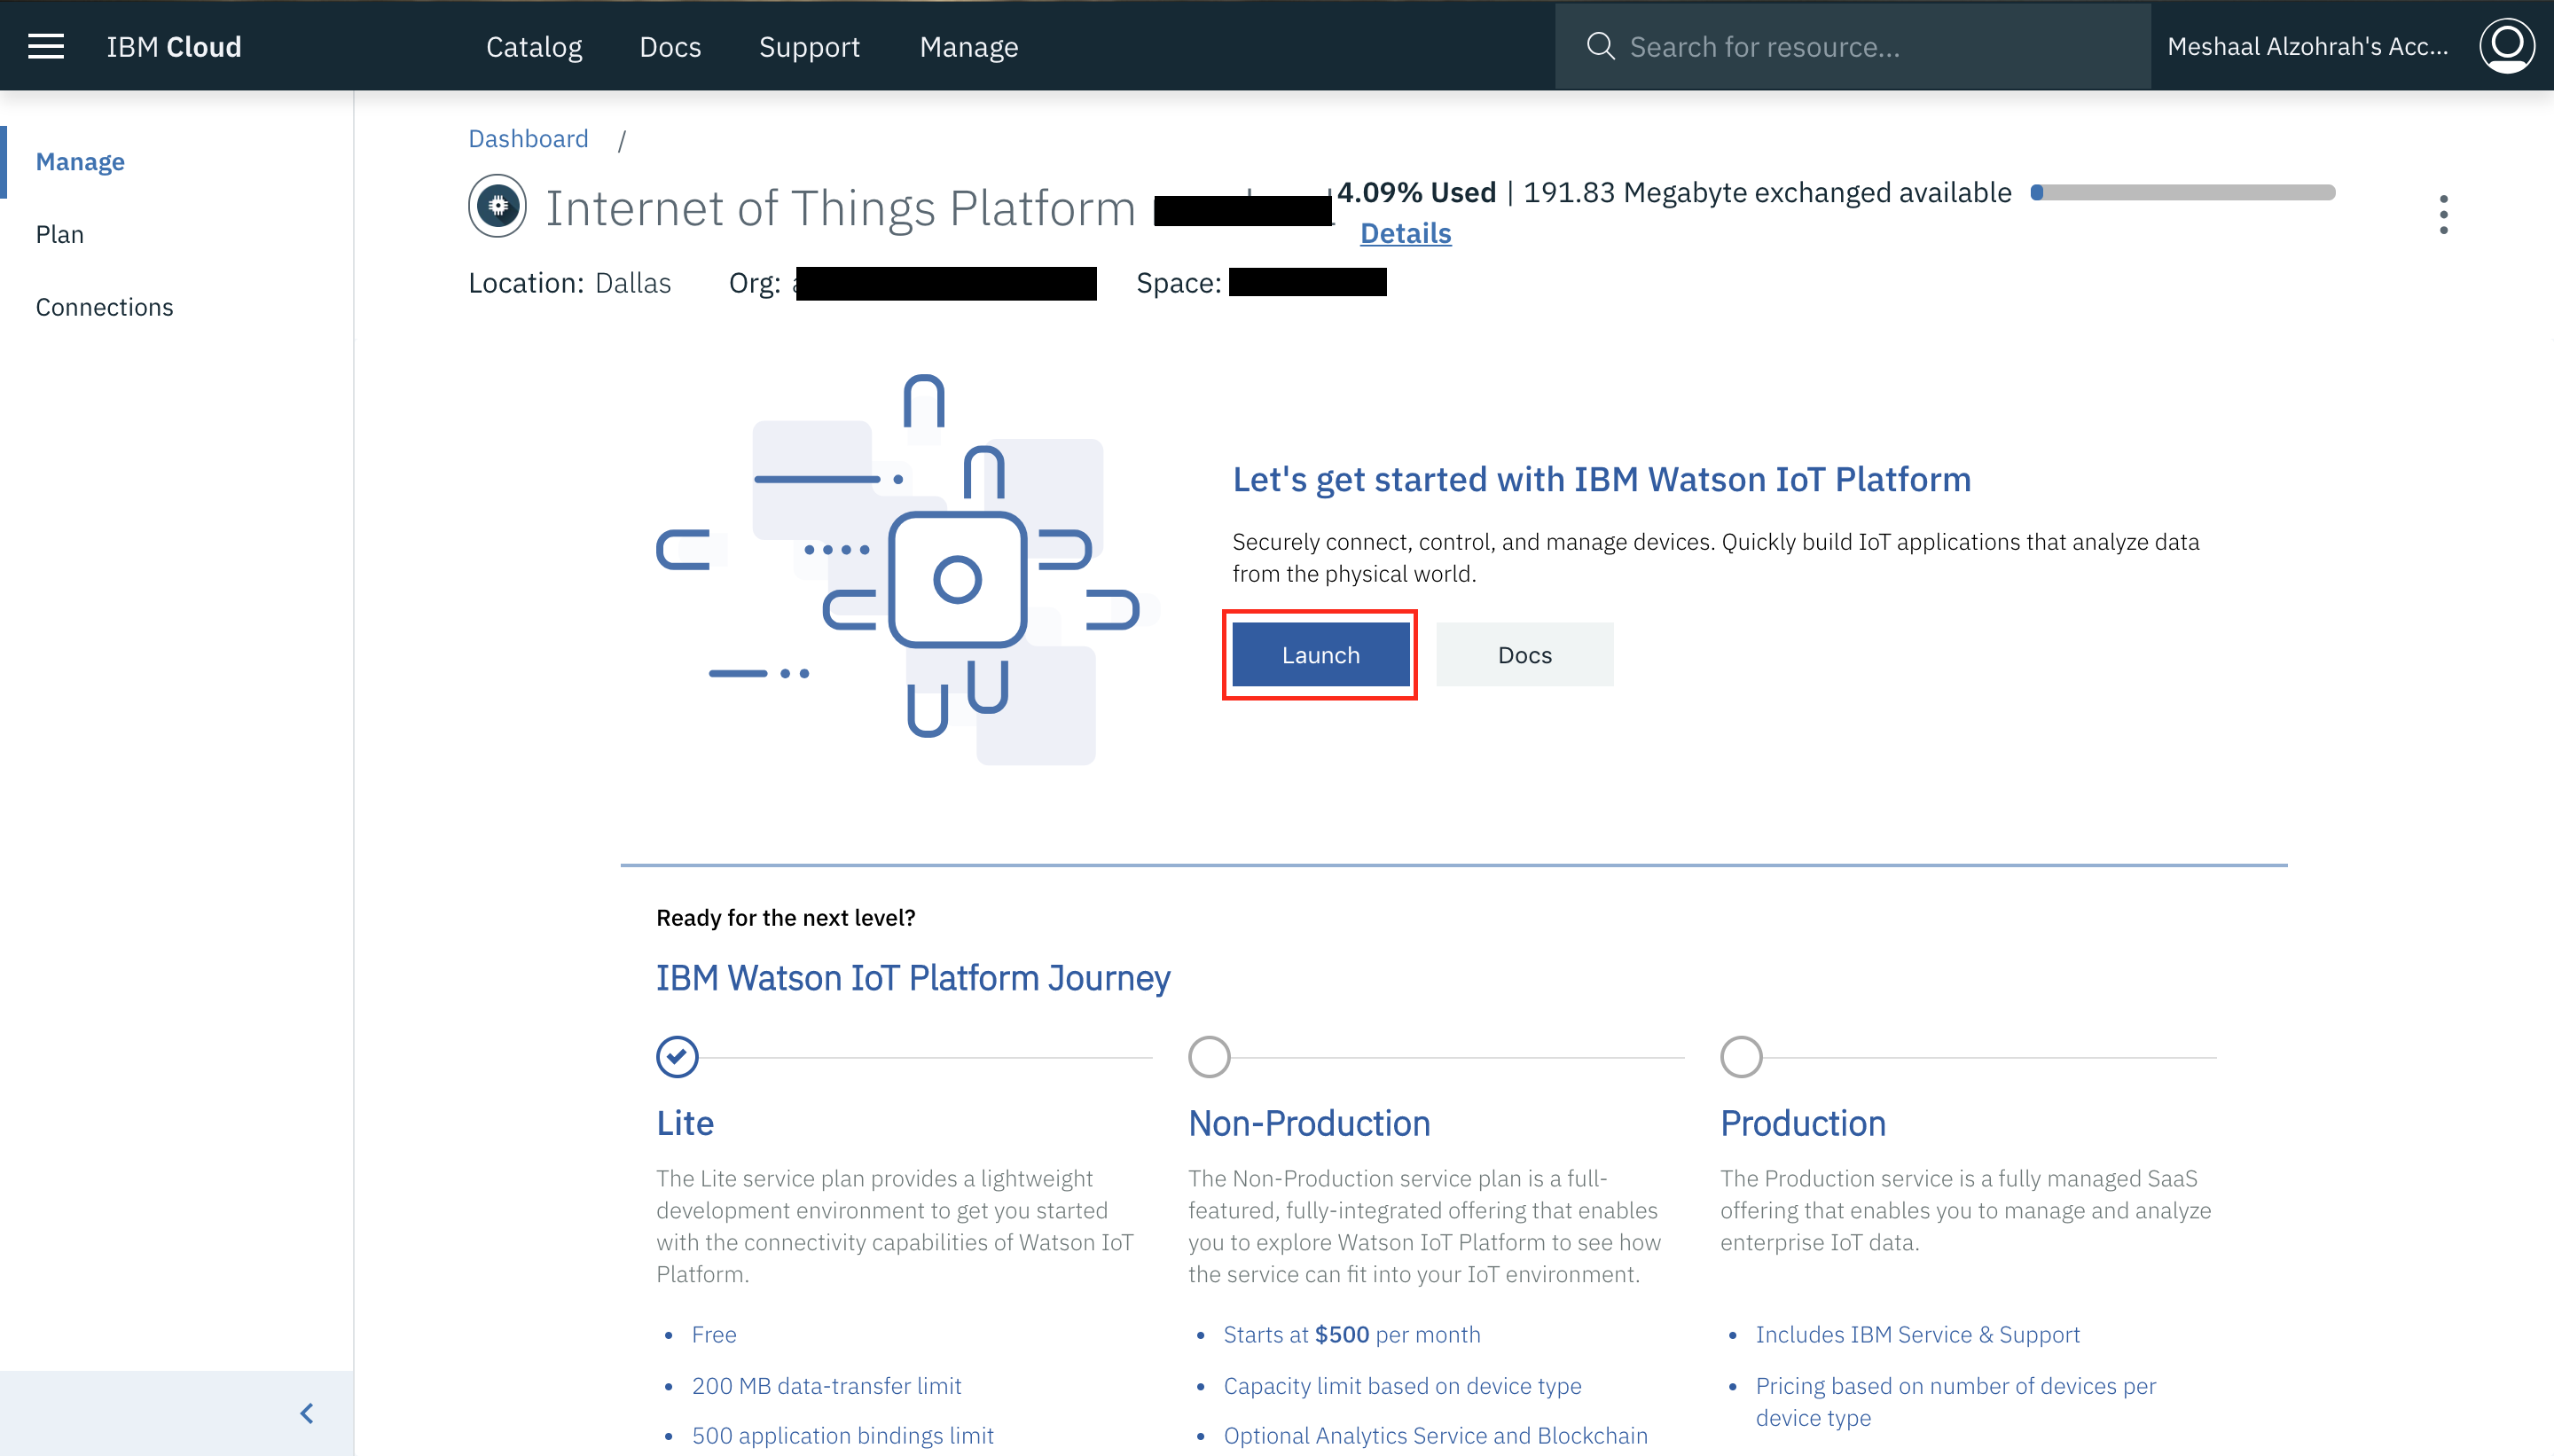 IBM Cloud
Catalog
Docs
Support
Manage
Search for resource...
Meshaal Alzohrah's Acc...
Manage
Plan
Connections
Dashboard /
Internet of Things Platform
4.09% Used | 191.83 Megabyte exchanged available
Details
Location: Dallas
Org:
Space:
Let's get started with IBM Watson IoT Platform
Securely connect, control, and manage devices. Quickly build IoT applications that analyze data
from the physical world.
Launch
Docs
Ready for the next level?
IBM Watson IoT Platform Journey
Lite
The Lite service plan provides a lightweight
development environment to get you started
with the connectivity capabilities of Watson IoT
Platform.
• Free
• 200 MB data-transfer limit
• 500 application bindings limit
Non-Production
The Non-Production service plan is a full-
featured, fully-integrated offering that enables
you to explore Watson IoT Platform to see how
the service can fit into your IoT environment.
• Starts at $500 per month
• Capacity limit based on device type
• Optional Analytics Service and Blockchain
Production
The Production service is a fully managed SaaS
offering that enables you to manage and analyze
enterprise IoT data.
• Includes IBM Service & Support
• Pricing based on number of devices per
device type